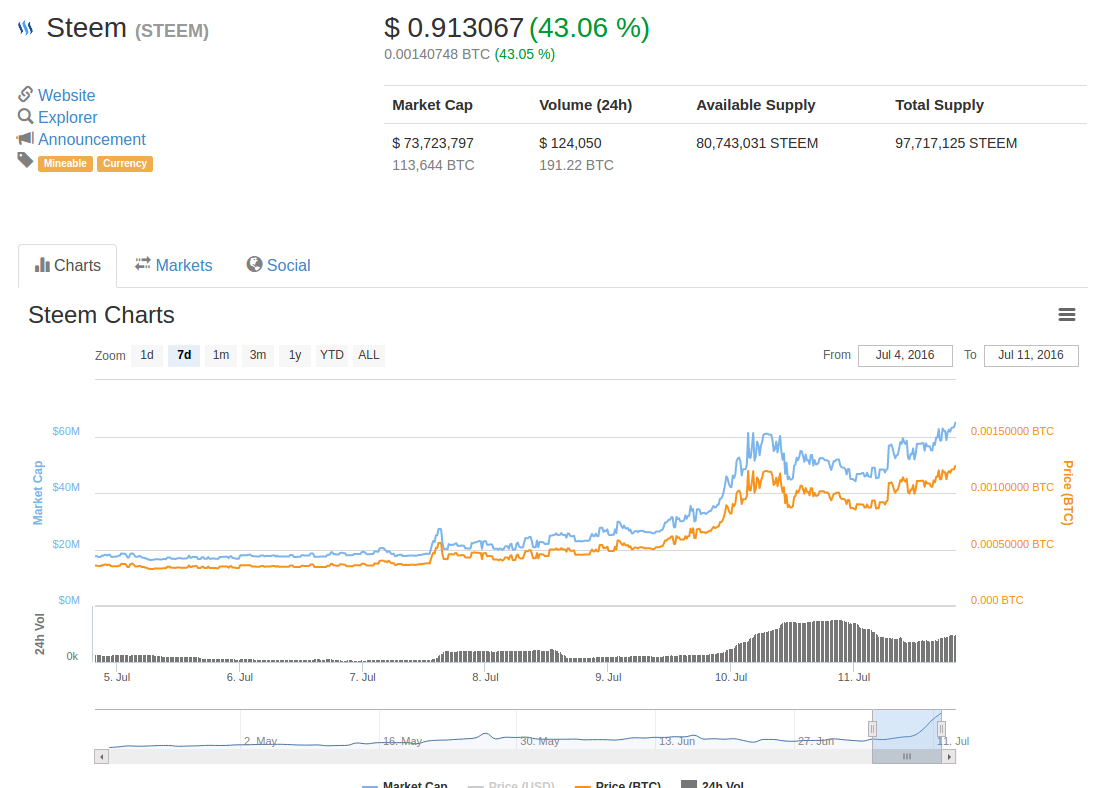 Steem (STEEM)
$ 0.913067 (43.06 %)
0.00140748 BTC (43.05 %)
Website
Explorer
Announcement
Mineable Currency
Market Cap Volume (24h) Available Supply Total Supply
$ 73,723,797 $ 124,050 80,743,031 STEEM 97,717,125 STEEM
113,644 BTC 191.22 BTC
Charts Markets Social
Steem Charts
Zoom 1d 7d 1m 3m 1y YTD ALL From Jul 4, 2016 To Jul 11, 2016
$60M 0.00150000 BTC
$40M 0.00100000 BTC
$20M 0.00050000 BTC
$0M 0.000 BTC
Market Cap
Price (BTC)
24h Vol
0k
5. Jul 6. Jul 7. Jul 8. Jul 9. Jul 10. Jul 11. Jul
2. May 16. May 30. May 13. Jun 27. Jun 11. Jul
Market Cap Price (USD) Price (BTC) 24h Vol